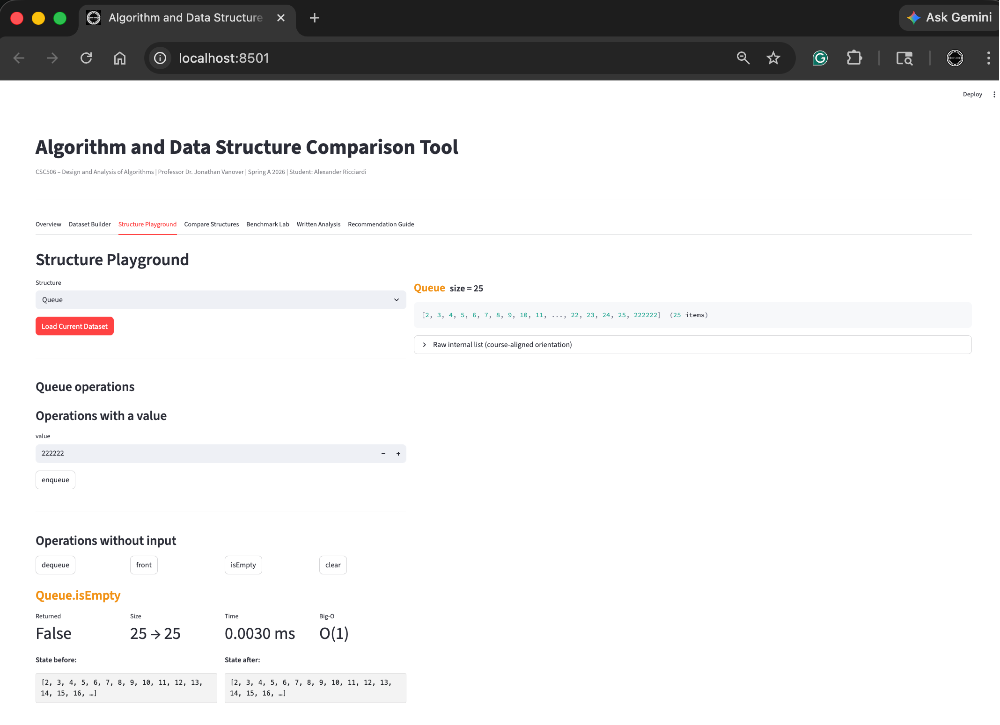 Algorithm and Data Structure
Ask Gemini
localhost:8501
Deploy
Algorithm and Data Structure Comparison Tool
CSC506 – Design and Analysis of Algorithms | Professor Dr. Jonathan Vanover | Spring A 2026 | Student: Alexander Ricciardi
Overview Dataset Builder Structure Playground Compare Structures Benchmark Lab Written Analysis Recommendation Guide
Structure Playground
Structure
Queue
Load Current Dataset
Queue size = 25
[2, 3, 4, 5, 6, 7, 8, 9, 10, 11, ..., 22, 23, 24, 25, 222222] (25 items)
Raw internal list (course-aligned orientation)
Queue operations
Operations with a value
value
222222
enqueue
Operations without input
dequeue front isEmpty clear
Queue.isEmpty
Returned Size Time Big-O
False 25 → 25 0.0030 ms O(1)
State before: State after:
[2, 3, 4, 5, 6, 7, 8, 9, 10, 11, 12, 13,
14, 15, 16, …]
[2, 3, 4, 5, 6, 7, 8, 9, 10, 11, 12, 13,
14, 15, 16, …]